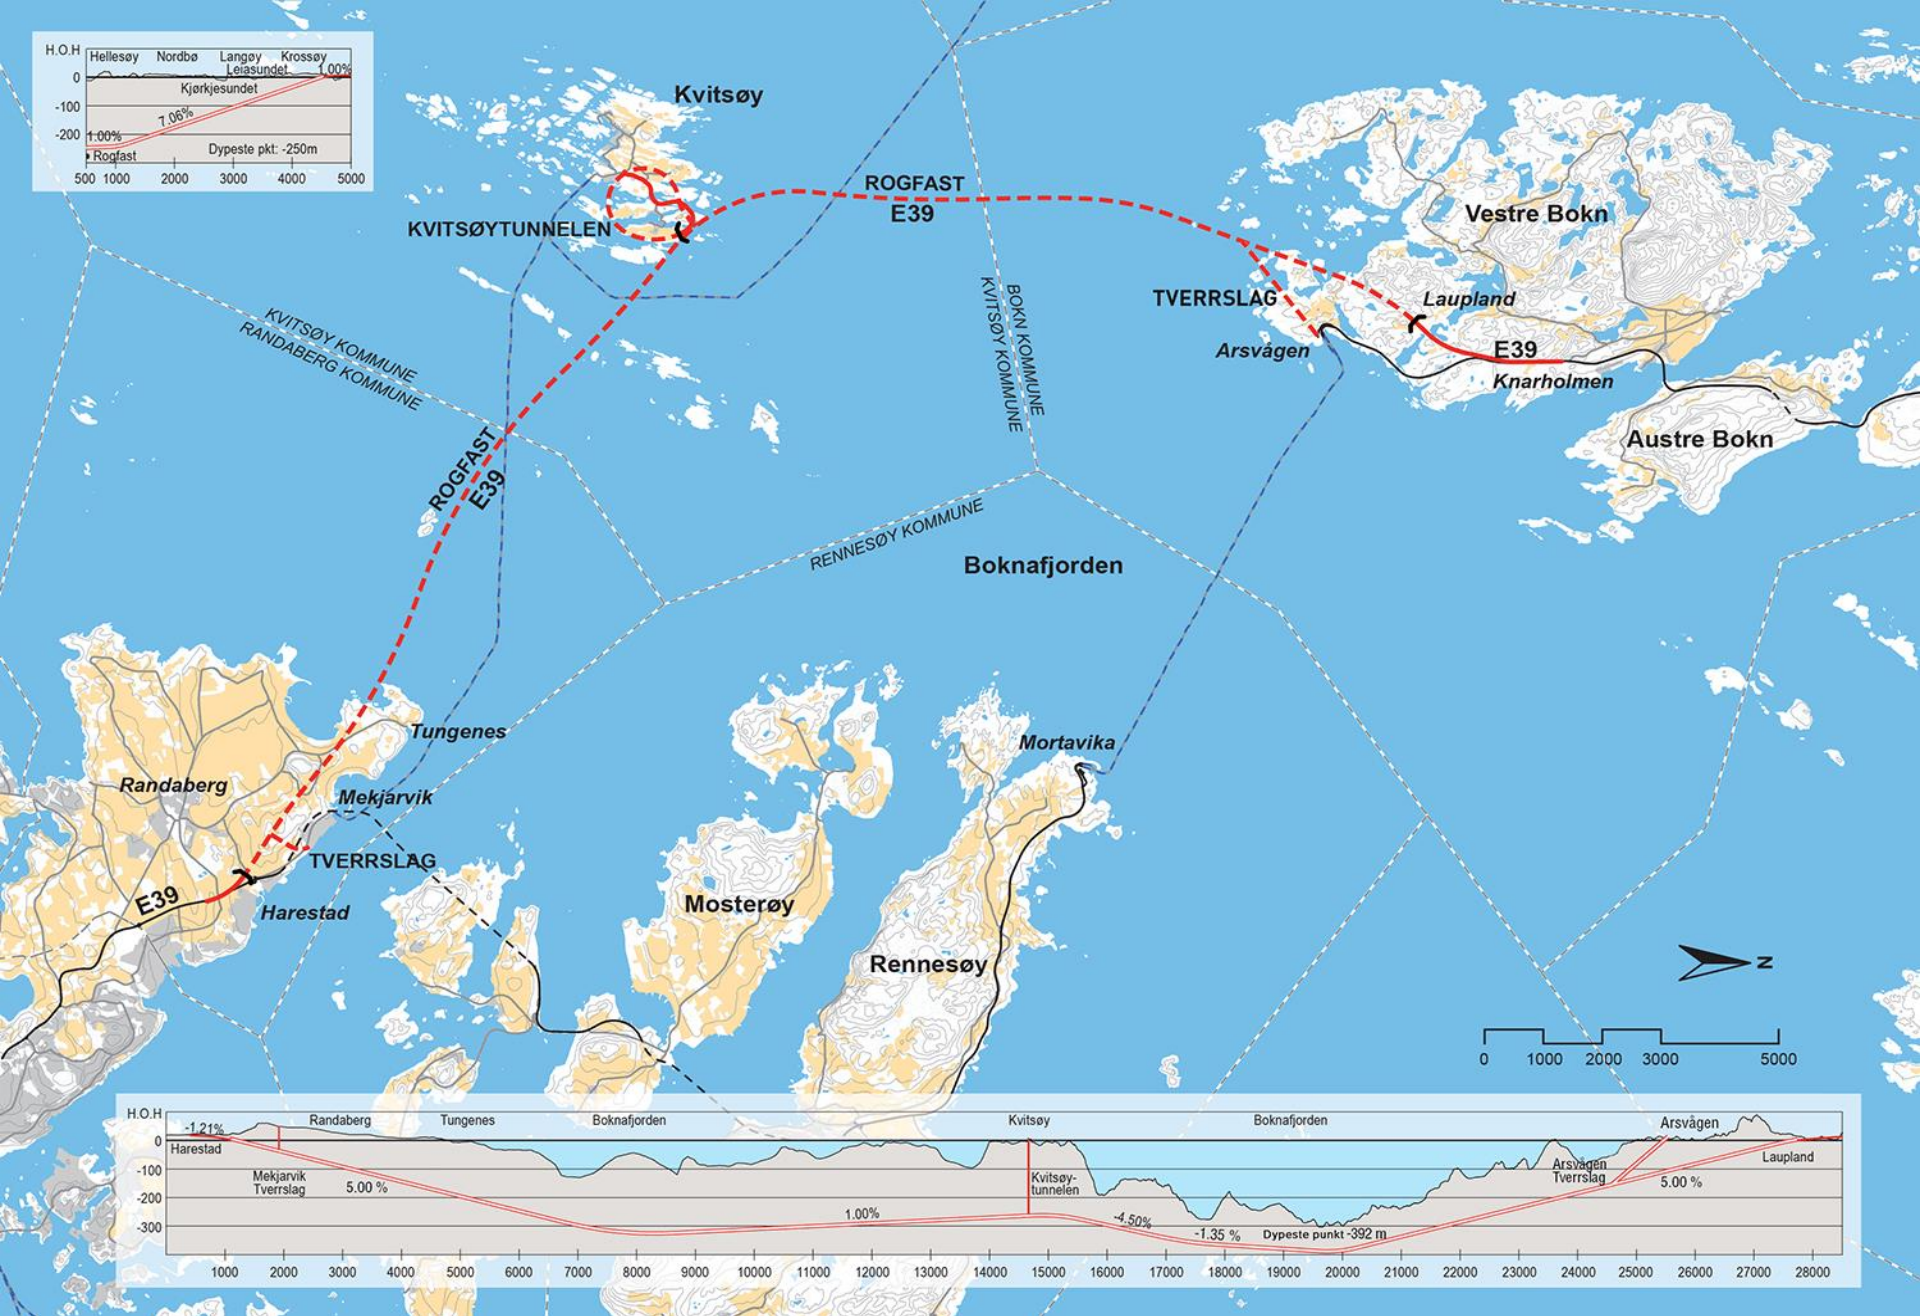 H.O.H
Hellesøy Nordbø Langøy Krossøy
Leiasundet 1.00%
0
Kjørkjesundet
-100
7.06%
-200
1.00%
Dypeste pkt: -250m
Rogfast
500 1000 2000 3000 4000 5000
Kvitsøy
KVITSØYTUNNELEN
ROGFAST
E39
Vestre Bokn
TVERRSLAG
Laupland
Arsvågen
E39
Knarholmen
Austre Bokn
KVITSØY KOMMUNE
RANDABERG KOMMUNE
BOKN KOMMUNE
KVITSØY KOMMUNE
ROGFAST
E39
RENNESØY KOMMUNE
Boknafjorden
Tungenes
Mortavika
Randaberg
Mekjarvik
TVERRSLAG
E39
Harestad
Mosterøy
Rennesøy
N
0 1000 2000 3000 5000
H.O.H
Randaberg Tungenes Boknafjorden Kvitsøy Boknafjorden Arsvågen
-1.21%
0
Harestad
Laupland
-100
Mekjarvik
Tverrslag
5.00 %
Kvitsøy-
tunnelen
Arsvågen
Tverrslag
5.00 %
-200
1.00%
-4.50%
-300
-1.35 %
Dypeste punkt -392 m
1000 2000 3000 4000 5000 6000 7000 8000 9000 10000 11000 12000 13000 14000 15000 16000 17000 18000 19000 20000 21000 22000 23000 24000 25000 26000 27000 28000